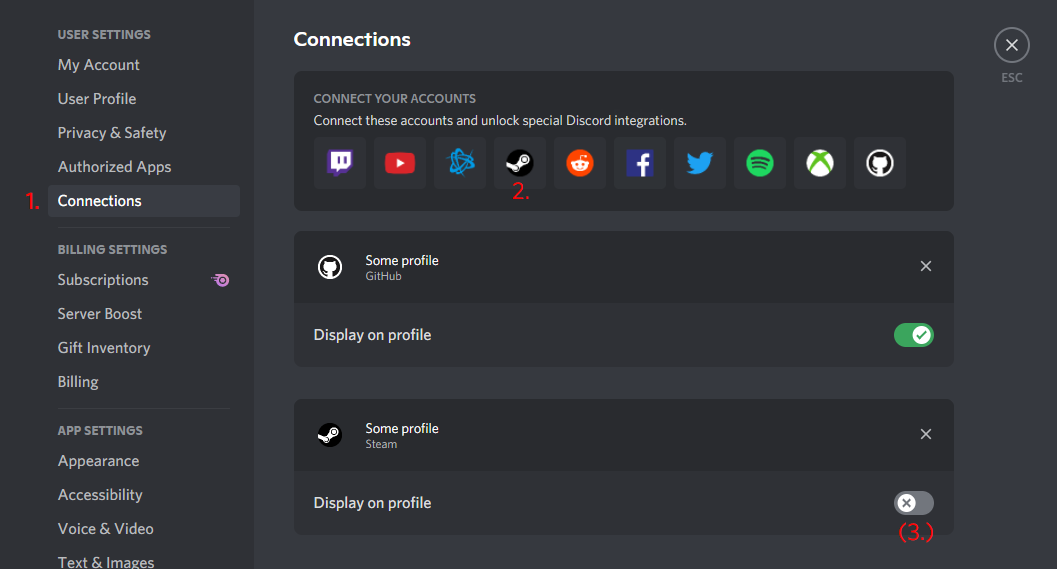 USER SETTINGS
My Account
User Profile
Privacy & Safety
Authorized Apps
1.
Connections
BILLING SETTINGS
Subscriptions
Server Boost
Gift Inventory
Billing
APP SETTINGS
Appearance
Accessibility
Voice & Video
Text & Images
Connections
ESC
CONNECT YOUR ACCOUNTS
Connect these accounts and unlock special Discord integrations.
2.
Some profile
GitHub
Display on profile
Some profile
Steam
Display on profile
(3.)